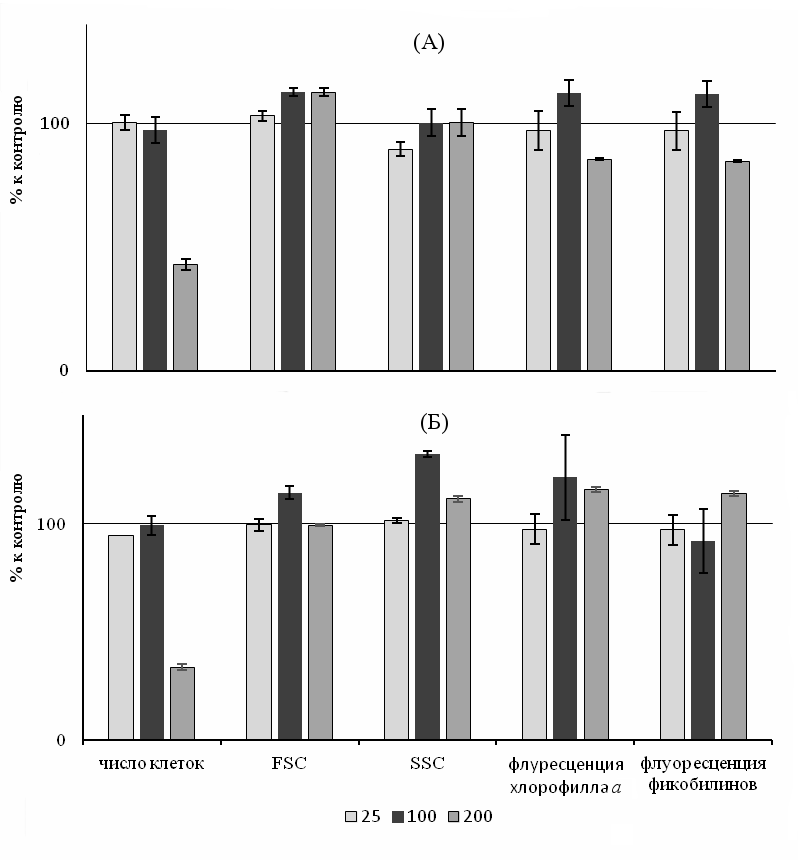 (А)
% к контролю
100
0
(Б)
% к контролю
100
0
число клеток
FSC
SSC
флуресценция
хлорофилла а
флуоресценция
фикобилинов
25 100 200